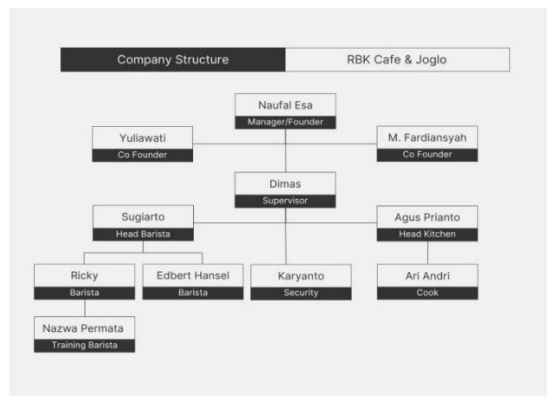 Company Structure
RBK Cafe & Joglo
Naufal Esa
Manager/Founder
Yuliawati
Co Founder
M. Fardiansyah
Co Founder
Dimas
Supervisor
Sugiarto
Head Barista
Agus Prianto
Head Kitchen
Ricky
Barista
Edbert Hansel
Barista
Karyanto
Security
Ari Andri
Cook
Nazwa Permata
Training Barista